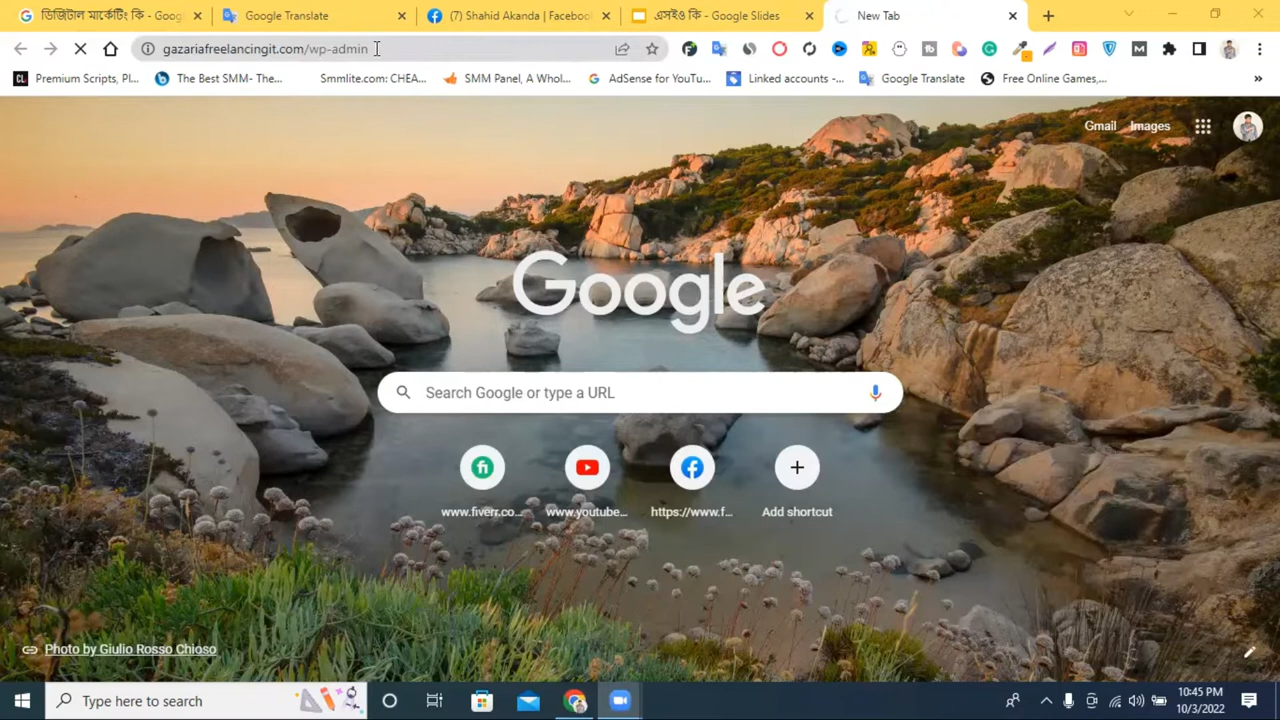 ডিজিটাল মার্কেটিং কি - Goog
Google Translate
(7) Shahid Akanda | Facebool
এসইও কি - Google Slides
New Tab
gazariafreelancingit.com/wp-admin
Premium Scripts, Pl...
The Best SMM- The...
Smmlite.com: CHEA...
SMM Panel, A Whol...
AdSense for YouTu...
Linked accounts -...
Google Translate
Free Online Games,...
Gmail
Images
Google
Search Google or type a URL
www.fiverr.co...
www.youtube...
https://www.f...
Add shortcut
Photo by Giulio Rosso Chioso
Type here to search
10:45 PM
10/3/2022